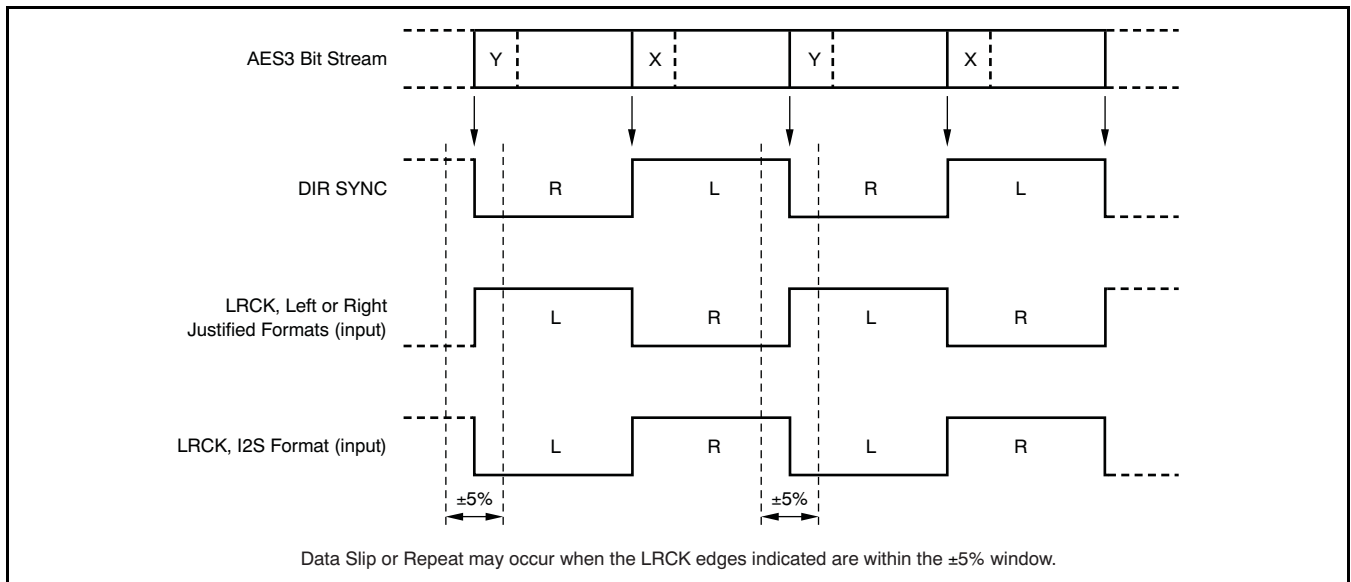 AES3 Bit Stream
Y
X
Y
X
DIR SYNC
R
L
R
L
LRCK, Left or Right
Justified Formats (input)
L
R
L
R
LRCK, I2S Format (input)
L
R
L
R
±5%
±5%
Data Slip or Repeat may occur when the LRCK edges indicated are within the ±5% window.